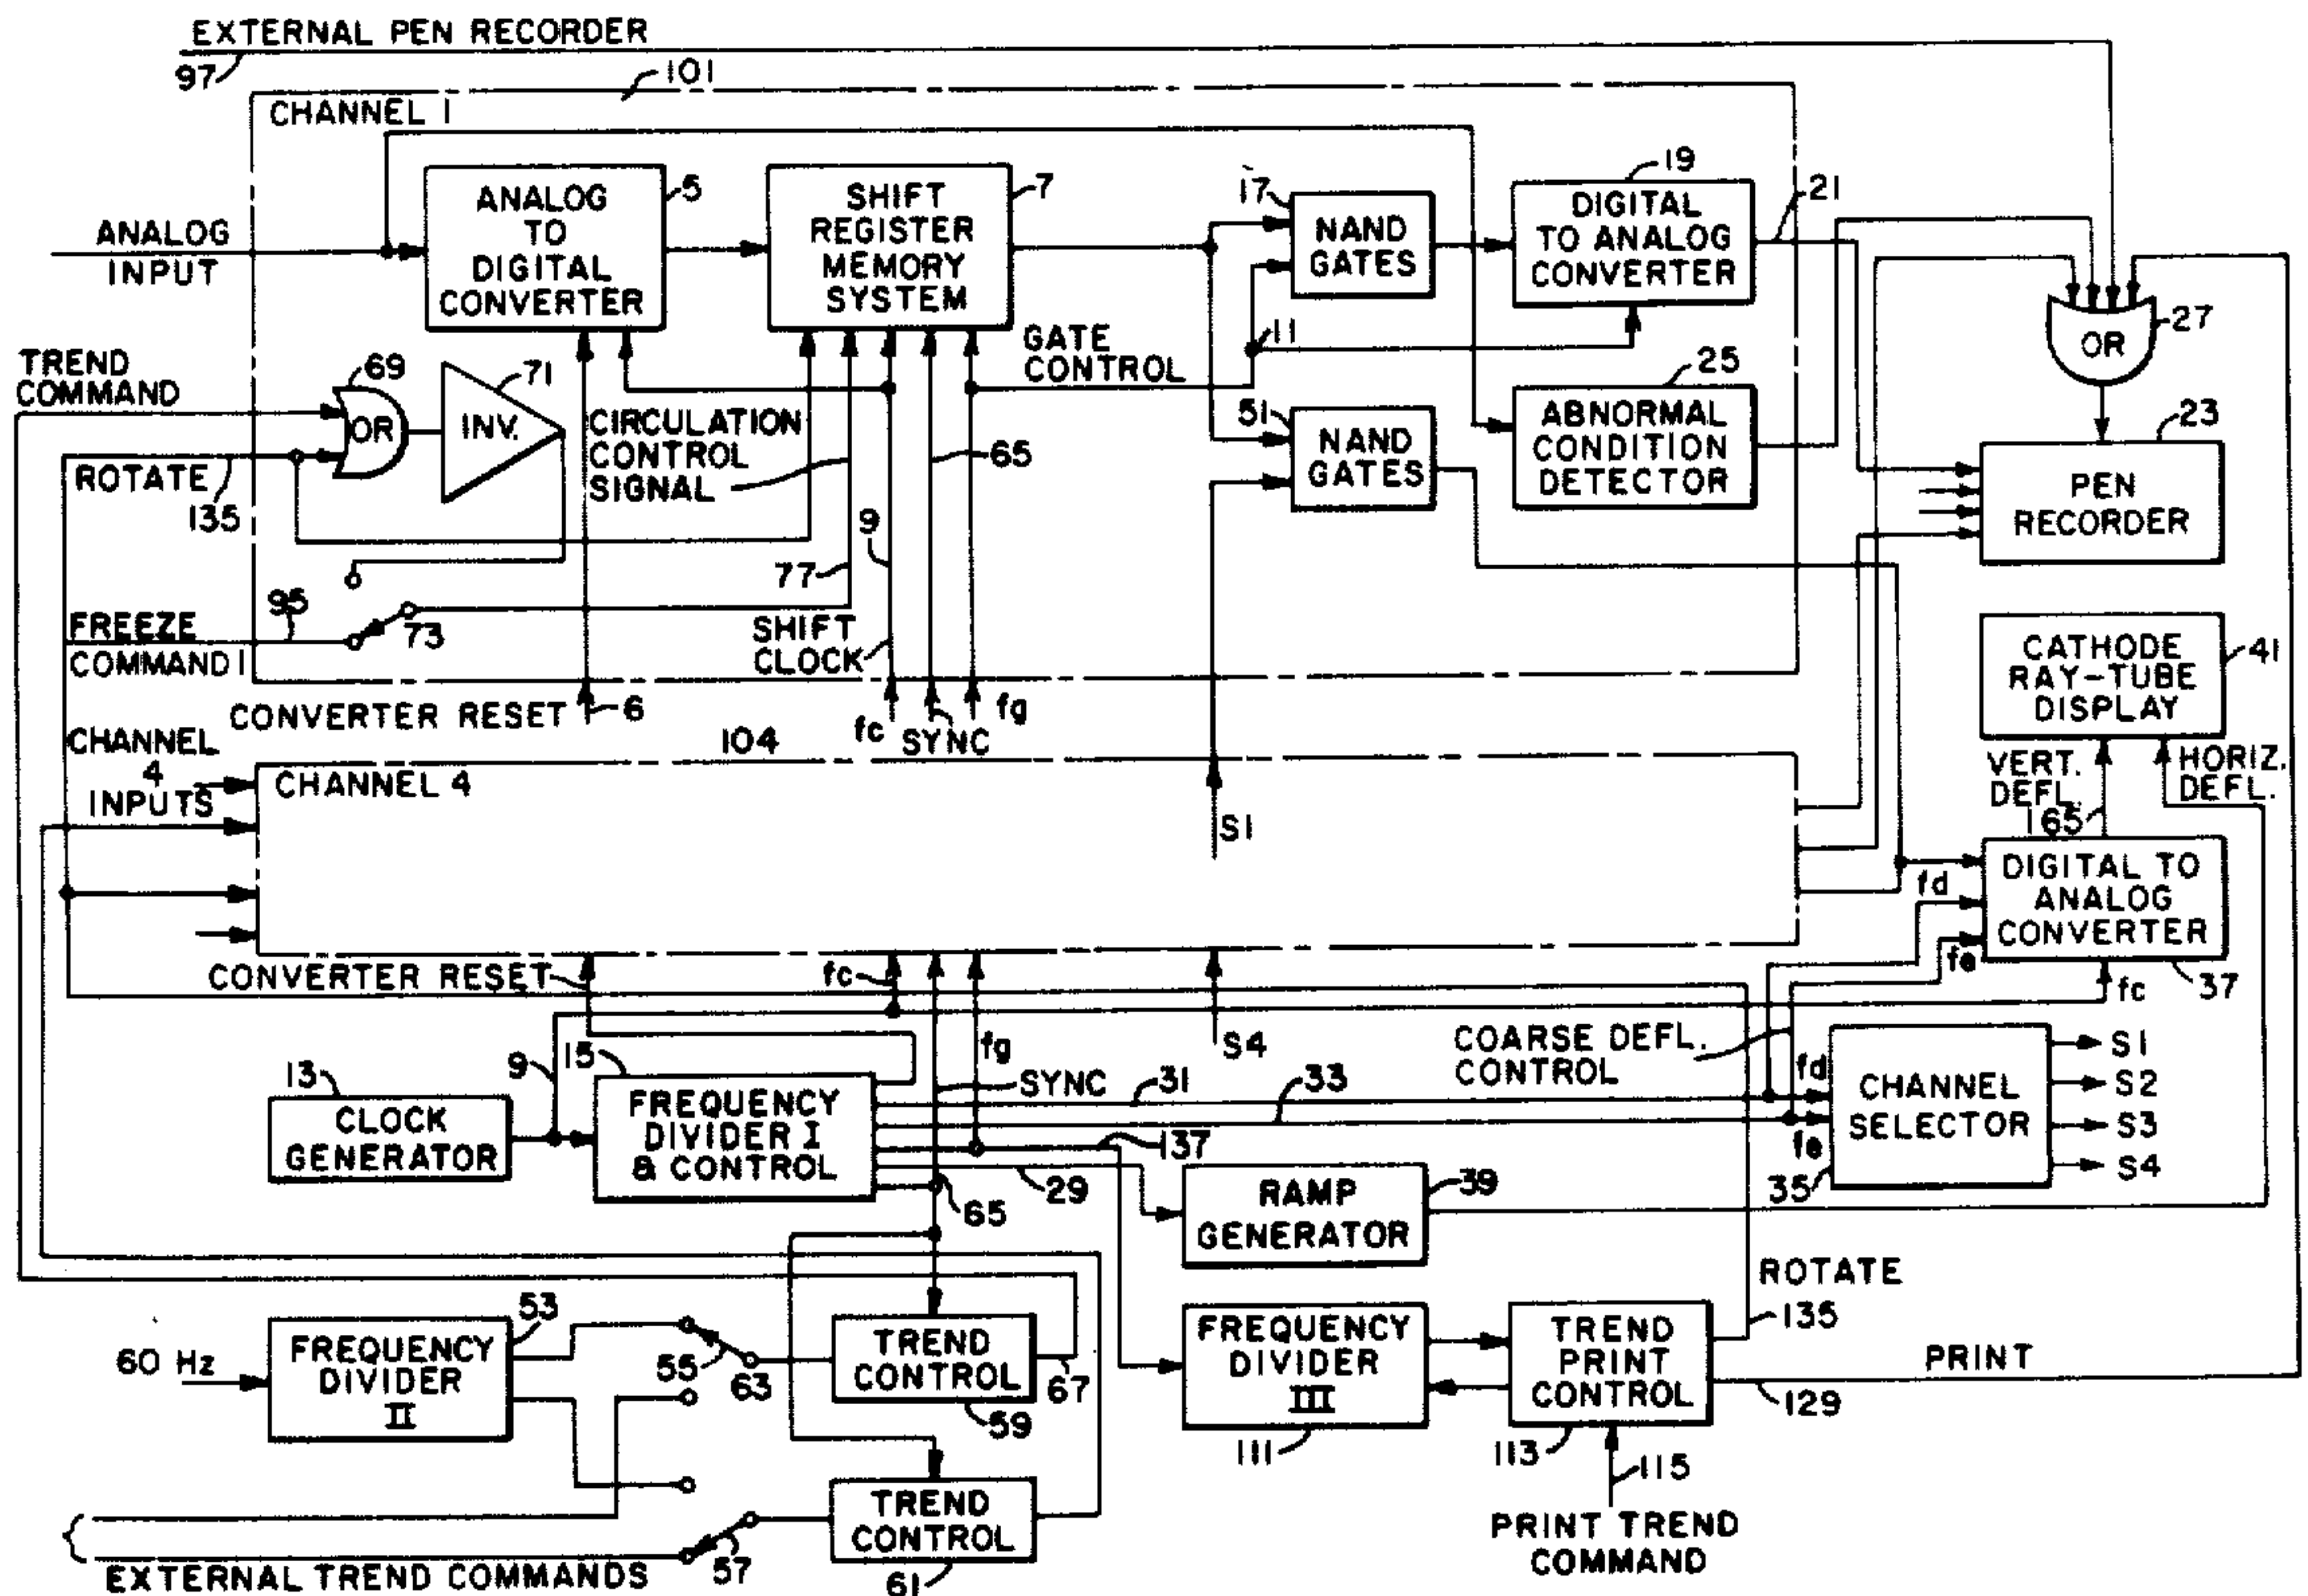 EXTERNAL PEN RECORDER
97
101
CHANNEL 1
ANALOG
INPUT
ANALOG
TO
DIGITAL
CONVERTER
5
SHIFT
REGISTER
MEMORY
SYSTEM
7
17
NAND
GATES
19
DIGITAL
TO ANALOG
CONVERTER
21
11
GATE
CONTROL
27
OR
TREND
COMMAND
69
OR
71
INV.
CIRCULATION
CONTROL
SIGNAL
65
51
NAND
GATES
25
ABNORMAL
CONDITION
DETECTOR
23
PEN
RECORDER
ROTATE
135
9
77
95
FREEZE
COMMAND 1
73
SHIFT
CLOCK
CATHODE
RAY-TUBE
DISPLAY
41
CONVERTER RESET
6
fc
SYNC
fg
104
CHANNEL
4
INPUTS
CHANNEL 4
S1
VERT.
DEFL.
165
HORIZ.
DEFL.
DIGITAL TO
ANALOG
CONVERTER
fd
fe
fc
37
CONVERTER RESET
fc
fg
S4
COARSE DEFL.
CONTROL
9
15
13
CLOCK
GENERATOR
FREQUENCY
DIVIDER I
& CONTROL
SYNC
31
33
137
29
65
fd
fe
CHANNEL
SELECTOR
35
S1
S2
S3
S4
RAMP
GENERATOR
39
ROTATE
135
60 Hz
FREQUENCY
DIVIDER
II
53
55
63
TREND
CONTROL
67
59
FREQUENCY
DIVIDER
III
111
TREND
PRINT
CONTROL
113
PRINT
129
115
PRINT TREND
COMMAND
TREND
CONTROL
61
57
EXTERNAL TREND COMMANDS